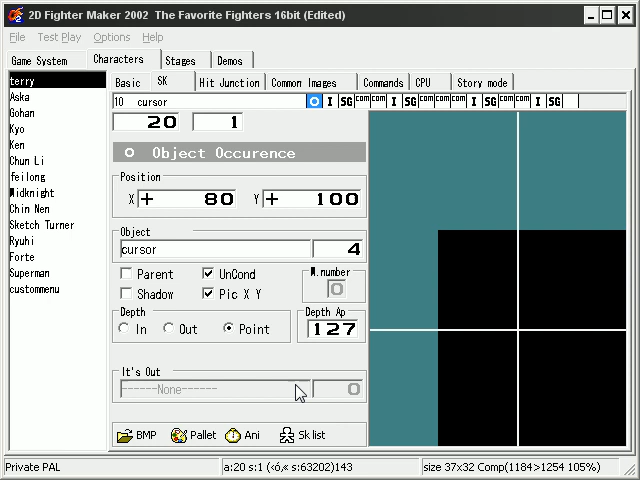 2D Fighter Maker 2002 The Favorite Fighters 16bit (Edited)
File Test Play Options Help
Game System Characters Stages Demos
terry
Aska
Gohan
Kyo
Ken
Chun Li
feilong
Midknight
Chin Nen
Sketch Turner
Ryuhi
Forte
Superman
custommenu
Basic SK Hit Junction Common Images Commands CPU Story mode
10 cursor O I SG com com I SG com com com I SG com com I SG
20 1
Object Occurence
Position
X + 80 Y + 100
Object
cursor 4
Parent UnCond W.number
Shadow Pic X Y 0
Depth Depth Ap
In Out Point 127
It's Out
------None------ 0
BMP Pallet Ani Sk list
Private PAL a:20 s:1 (‹ó‚« s:63202)143 size 37x32 Comp(1184>1254 105%)